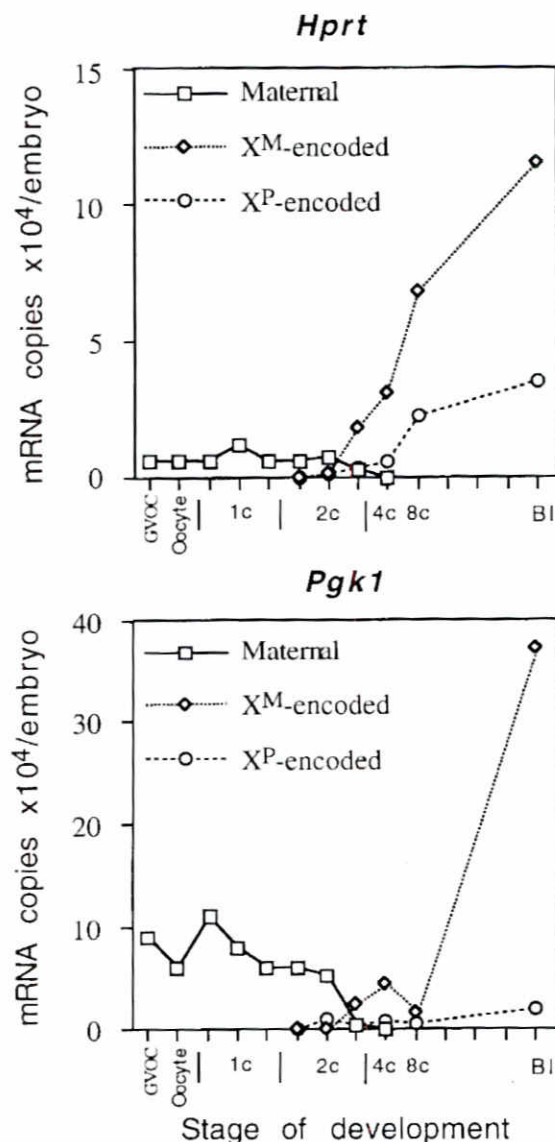 Hprt
15
10
5
0
mRNA copies x10⁴/embryo
Maternal
Xᴹ-encoded
Xᴾ-encoded
GVOC Oocyte 1c 2c 4c 8c Bl
Pgk1
40
30
20
10
0
mRNA copies x10⁴/embryo
Maternal
Xᴹ-encoded
Xᴾ-encoded
GVOC Oocyte 1c 2c 4c 8c Bl
Stage of development